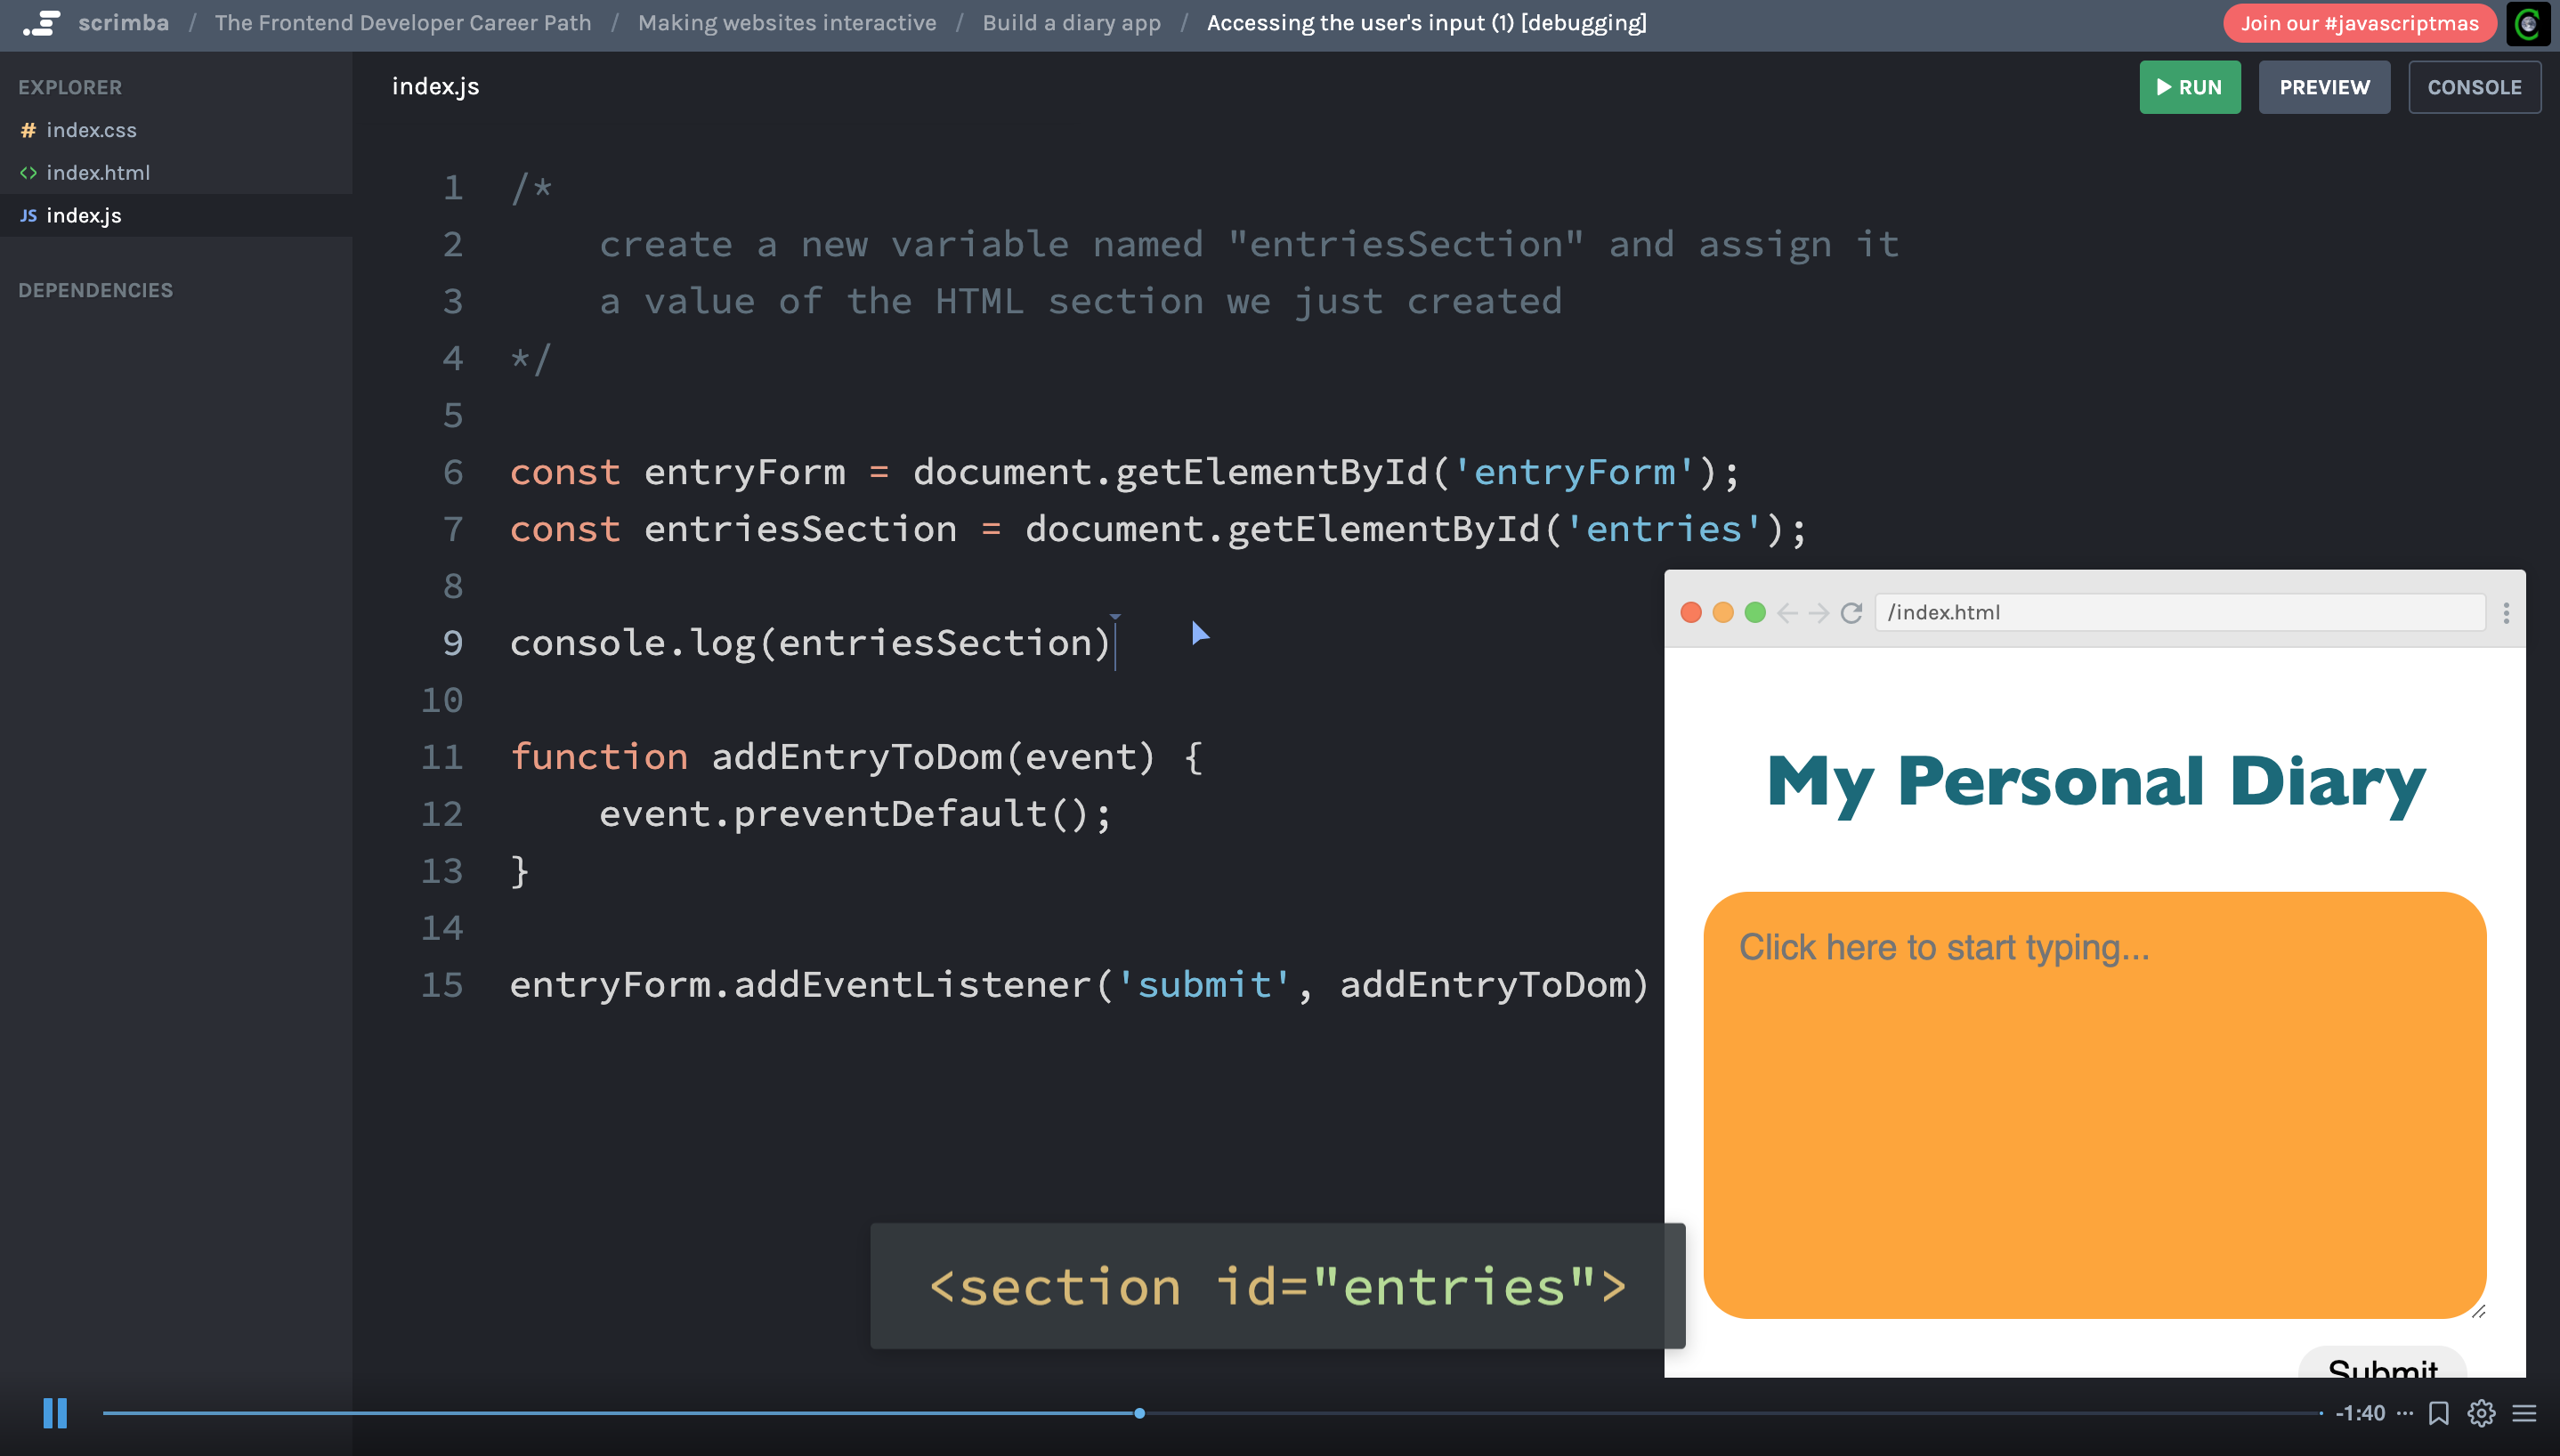 scrimba / The Frontend Developer Career Path / Making websites interactive / Build a diary app / Accessing the user's input (1) [debugging]
Join our #javascriptmas
EXPLORER
# index.css
<> index.html
JS index.js
DEPENDENCIES
index.js
RUN
PREVIEW
CONSOLE
1 /*
2     create a new variable named "entriesSection" and assign it
3     a value of the HTML section we just created
4 */
5
6 const entryForm = document.getElementById('entryForm');
7 const entriesSection = document.getElementById('entries');
8
9 console.log(entriesSection)
10
11 function addEntryToDom(event) {
12     event.preventDefault();
13 }
14
15 entryForm.addEventListener('submit', addEntryToDom)
/index.html
My Personal Diary
Click here to start typing...
Submit
<section id="entries">
-1:40